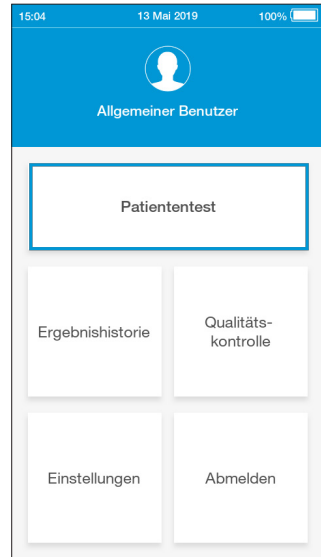 15:04 13 Mai 2019 100%
Allgemeiner Benutzer
Patiententest
Ergebnishistorie
Qualitäts-
kontrolle
Einstellungen
Abmelden